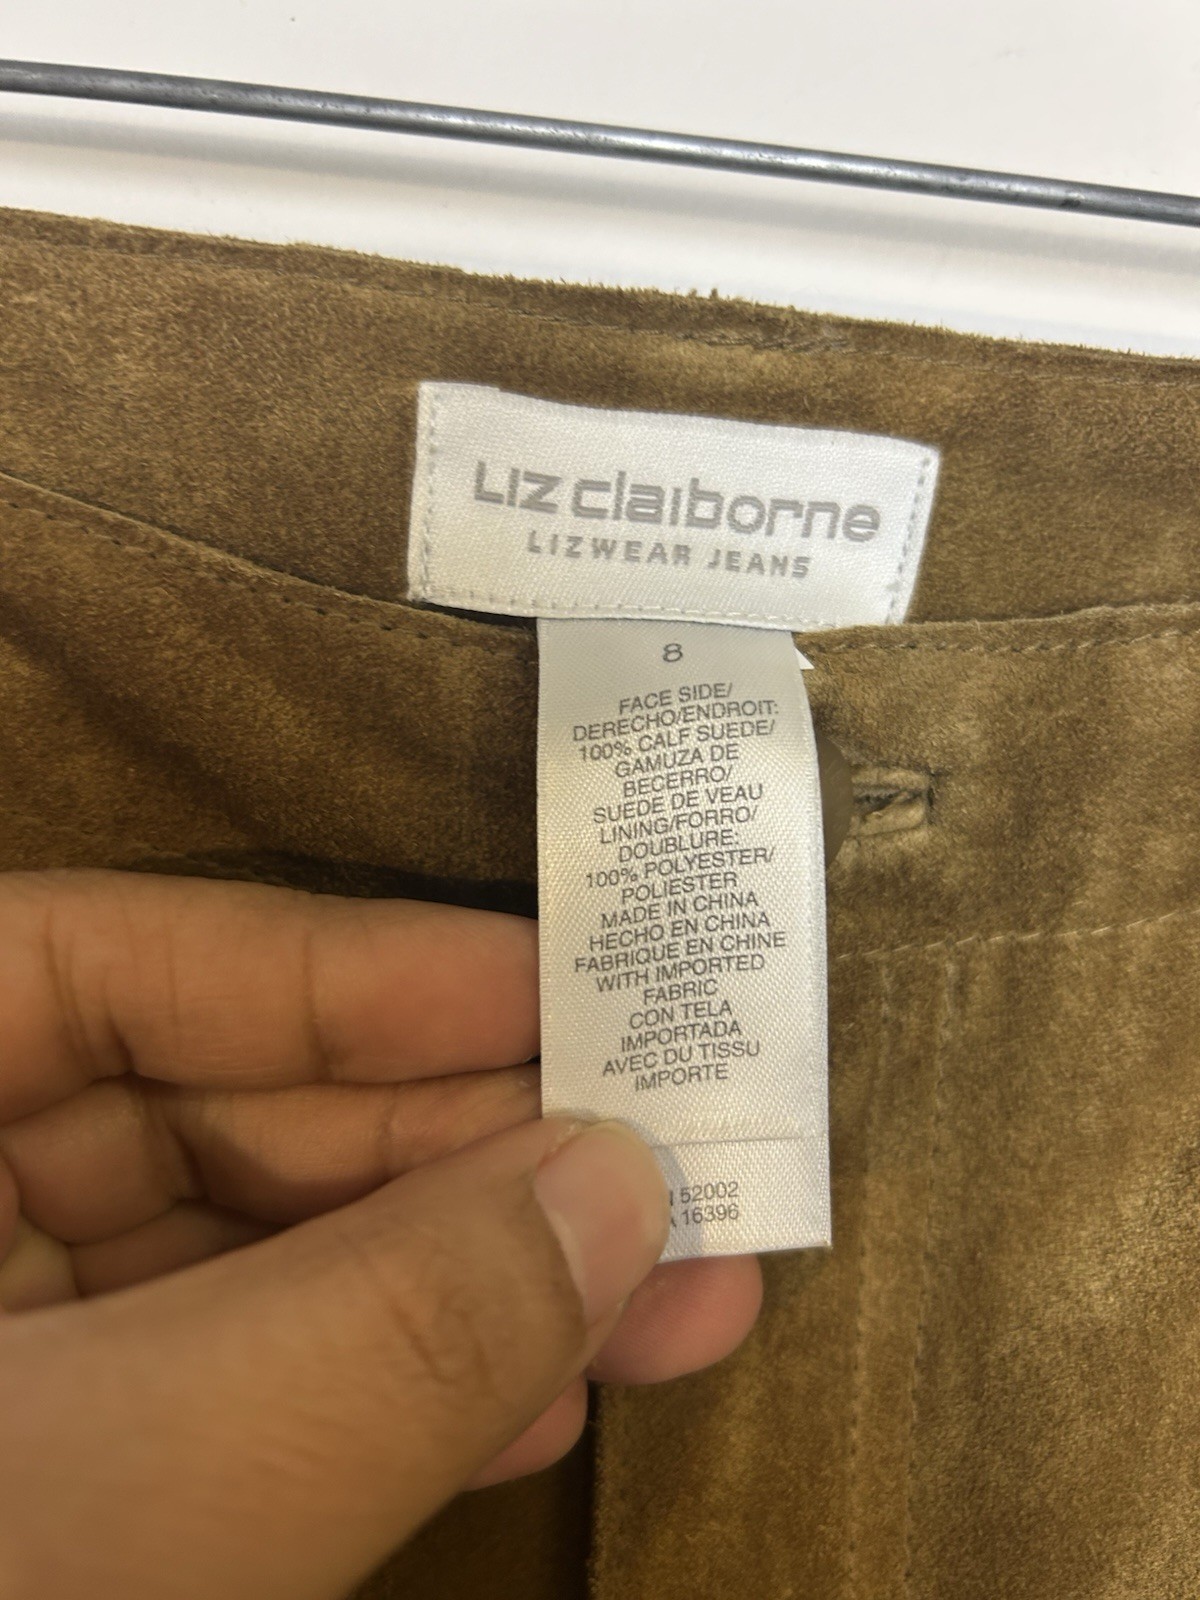 Liz claiborne
LIZWEAR JEANS
8
FACE SIDE/
DERECHO/ENDROIT:
100% CALF SUEDE/
GAMUZA DE
BECERRO/
SUEDE DE VEAU
LINING/FORRO/
DOUBLURE:
100% POLYESTER/
POLIESTER
MADE IN CHINA
HECHO EN CHINA
FABRIQUE EN CHINE
WITH IMPORTED
FABRIC
CON TELA
IMPORTADA
AVEC DU TISSU
IMPORTE
52002
16396